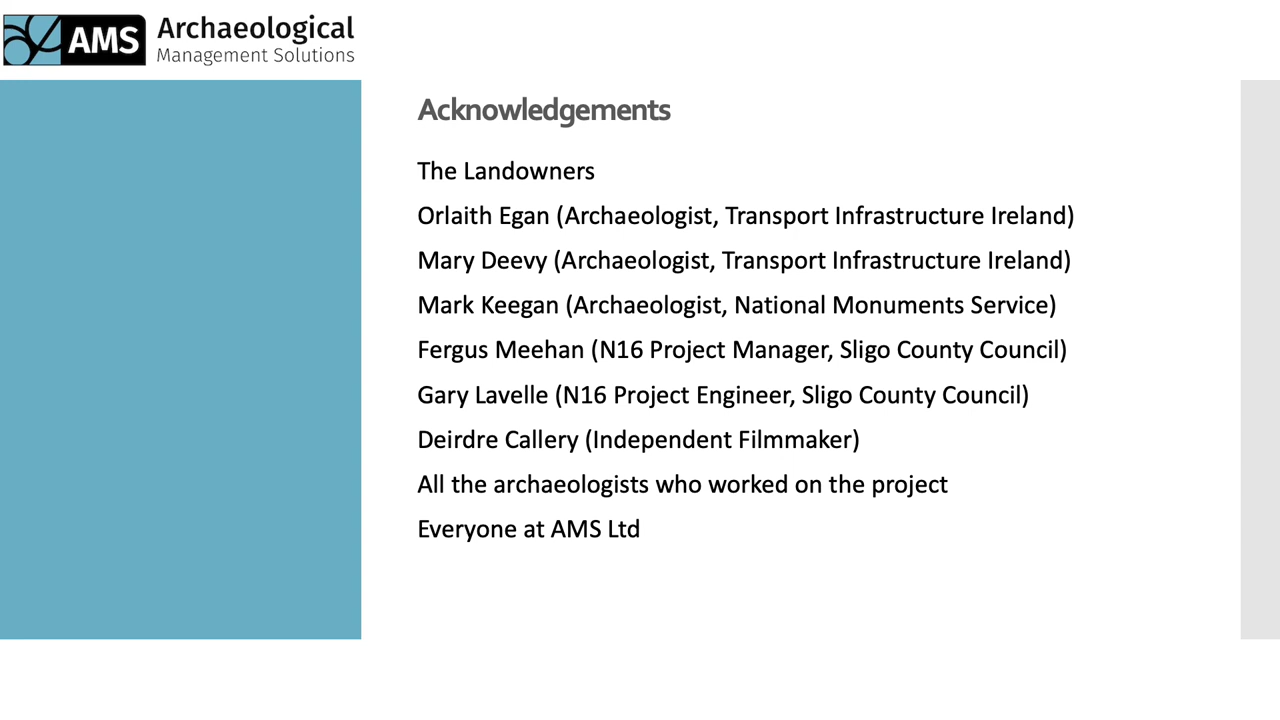 AMS Archaeological
Management Solutions
Acknowledgements
The Landowners
Orlaith Egan (Archaeologist, Transport Infrastructure Ireland)
Mary Deevy (Archaeologist, Transport Infrastructure Ireland)
Mark Keegan (Archaeologist, National Monuments Service)
Fergus Meehan (N16 Project Manager, Sligo County Council)
Gary Lavelle (N16 Project Engineer, Sligo County Council)
Deirdre Callery (Independent Filmmaker)
All the archaeologists who worked on the project
Everyone at AMS Ltd